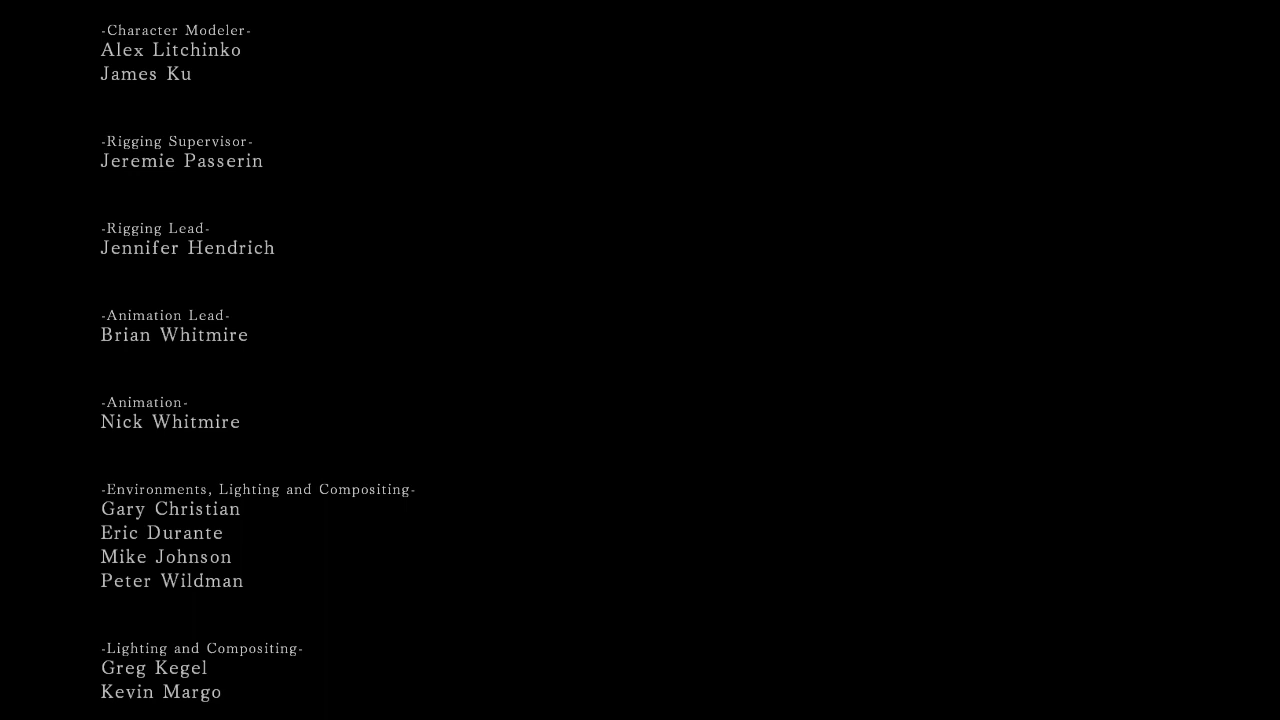 -Character Modeler-
Alex Litchinko
James Ku
-Rigging Supervisor-
Jeremie Passerin
-Rigging Lead-
Jennifer Hendrich
-Animation Lead-
Brian Whitmire
-Animation-
Nick Whitmire
-Environments, Lighting and Compositing-
Gary Christian
Eric Durante
Mike Johnson
Peter Wildman
-Lighting and Compositing-
Greg Kegel
Kevin Margo